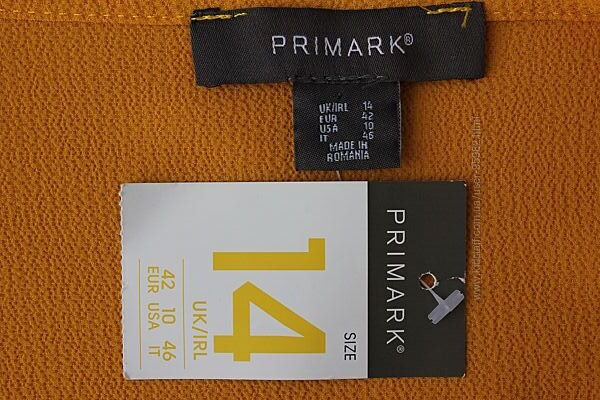 PRIMARK®
UK/IRL 14
EUR 42
USA 10
IT 46
MADE IN
ROMANIA
PRIMARK®
SIZE
14
UK/IRL
42 10 46
EUR USA IT